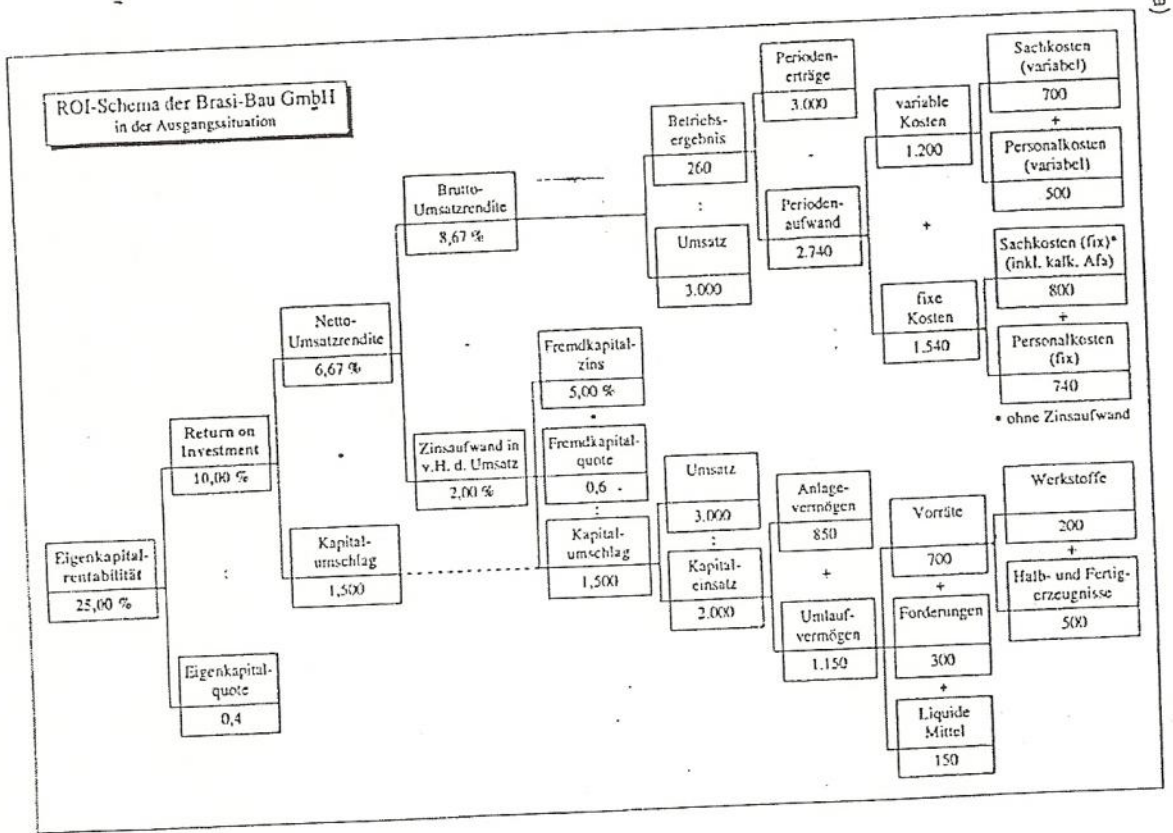 ROI-Schema der Brasi-Bau GmbH
in der Ausgangssituation
Eigenkapital-
rentabilität
25,00 %
:
Return on
Investment
10,00 %
Eigenkapital-
quote
0,4
Netto-
Umsatzrendite
6,67 %
•
Kapital-
umschlag
1,500
Brutto-
Umsatzrendite
8,67 %
-
Zinsaufwand in
v.H. d. Umsatz
2,00 %
Fremdkapital-
zins
5,00 %
•
Fremdkapital-
quote
0,6
:
Kapital-
umschlag
1,500
Betriebs-
ergebnis
260
:
Umsatz
3.000
Umsatz
3.000
:
Kapital-
einsatz
2.000
Perioden-
erträge
3.000
-
Perioden-
aufwand
2.740
Anlage-
vermögen
850
+
Umlauf-
vermögen
1.150
variable
Kosten
1.200
+
fixe
Kosten
1.540
Vorräte
700
+
Forderungen
300
+
Liquide
Mittel
150
Sachkosten
(variabel)
700
+
Personalkosten
(variabel)
500
Sachkosten (fix)*
(inkl. kalk. Afa)
800
+
Personalkosten
(fix)
740
• ohne Zinsaufwand
Werkstoffe
200
+
Halb- und Fertig-
erzeugnisse
500